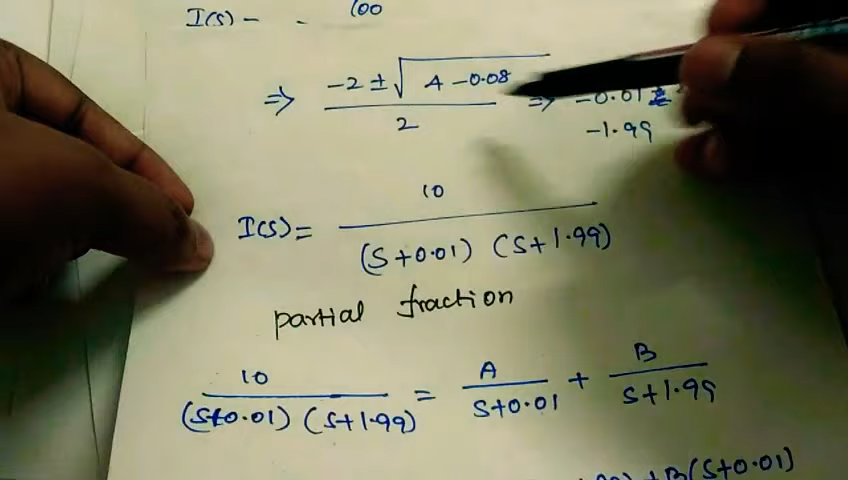 I(s) - - 100
⇒ -2 ± √4 - 0.08 / 2 ⇒ -0.01
-1.99
I(s) = 10 / (s+0.01) (s+1.99)
partial fraction
10 / (s+0.01) (s+1.99) = A / s+0.01 + B / s+1.99
+ B(s+0.01)